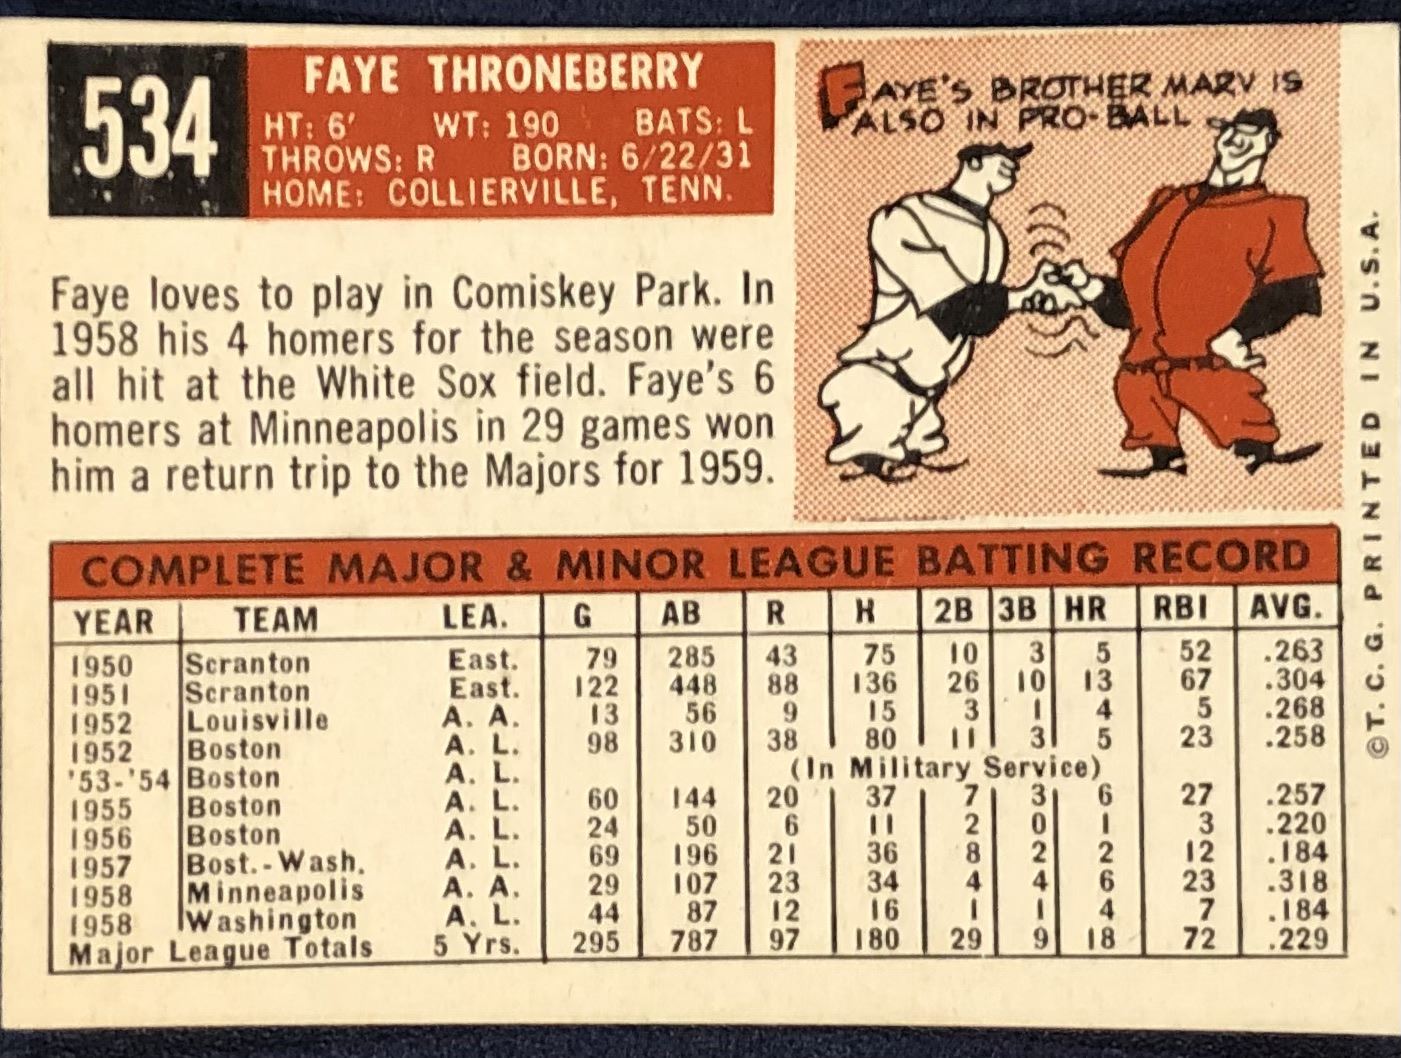 534
FAYE THRONEBERRY
HT: 6' WT: 190 BATS: L
THROWS: R BORN: 6/22/31
HOME: COLLIERVILLE, TENN.
FAYE'S BROTHER MARV IS
ALSO IN PRO-BALL
Faye loves to play in Comiskey Park. In
1958 his 4 homers for the season were
all hit at the White Sox field. Faye's 6
homers at Minneapolis in 29 games won
him a return trip to the Majors for 1959.
COMPLETE MAJOR & MINOR LEAGUE BATTING RECORD
YEAR TEAM LEA. G AB R H 2B 3B HR RBI AVG.
1950 Scranton East. 79 285 43 75 10 3 5 52 .263
1951 Scranton East. 122 448 88 136 26 10 13 67 .304
1952 Louisville A. A. 13 56 9 15 3 1 4 5 .268
1952 Boston A. L. 98 310 38 80 11 3 5 23 .258
'53-'54 Boston A. L. (In Military Service)
1955 Boston A. L. 60 144 20 37 7 3 6 27 .257
1956 Boston A. L. 24 50 6 11 2 0 1 3 .220
1957 Bost.-Wash. A. L. 69 196 21 36 8 2 2 12 .184
1958 Minneapolis A. A. 29 107 23 34 4 4 6 23 .318
1958 Washington A. L. 44 87 12 16 1 1 4 7 .184
Major League Totals 5 Yrs. 295 787 97 180 29 9 18 72 .229
©T. C. G. PRINTED IN U.S.A.